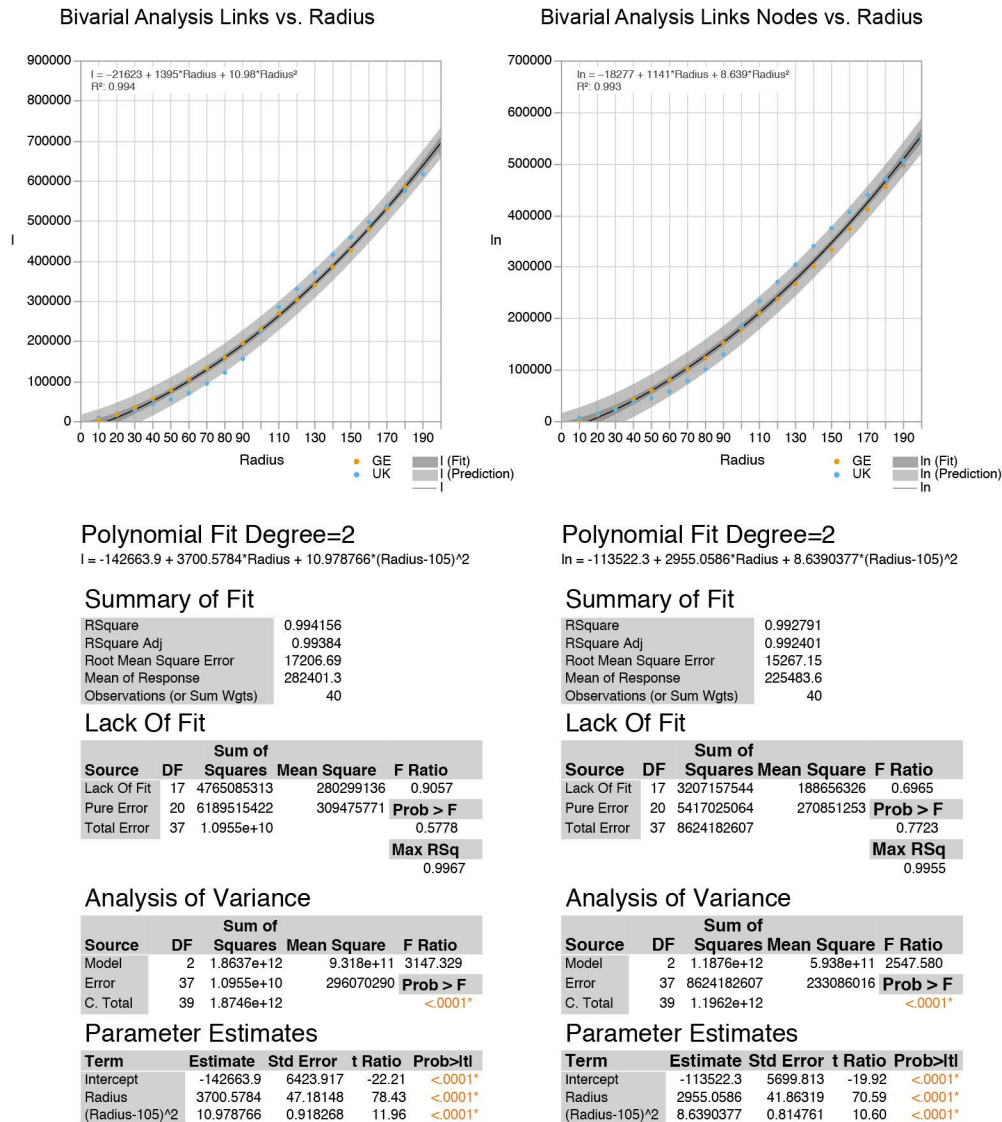 Bivarial Analysis Links vs. Radius
900000
800000
700000
600000
500000
400000
300000
200000
100000
0
I
I = −21623 + 1395*Radius + 10.98*Radius²
R²: 0.994
0 10 20 30 40 50 60 70 80 90 110 130 150 170 190
Radius
GE
UK
I (Fit)
I (Prediction)
I
Polynomial Fit Degree=2
I = -142663.9 + 3700.5784*Radius + 10.978766*(Radius-105)^2
Summary of Fit
RSquare 0.994156
RSquare Adj 0.99384
Root Mean Square Error 17206.69
Mean of Response 282401.3
Observations (or Sum Wgts) 40
Lack Of Fit
Sum of
Source DF Squares Mean Square F Ratio
Lack Of Fit 17 4765085313 280299136 0.9057
Pure Error 20 6189515422 309475771 Prob > F
Total Error 37 1.0955e+10 0.5778
Max RSq
0.9967
Analysis of Variance
Sum of
Source DF Squares Mean Square F Ratio
Model 2 1.8637e+12 9.318e+11 3147.329
Error 37 1.0955e+10 296070290 Prob > F
C. Total 39 1.8746e+12 <.0001*
Parameter Estimates
Term Estimate Std Error t Ratio Prob>ItI
Intercept -142663.9 6423.917 -22.21 <.0001*
Radius 3700.5784 47.18148 78.43 <.0001*
(Radius-105)^2 10.978766 0.918268 11.96 <.0001*
Bivarial Analysis Links Nodes vs. Radius
700000
600000
500000
400000
300000
200000
100000
0
In
In = −18277 + 1141*Radius + 8.639*Radius²
R²: 0.993
0 10 20 30 40 50 60 70 80 90 110 130 150 170 190
Radius
GE
UK
In (Fit)
In (Prediction)
In
Polynomial Fit Degree=2
In = -113522.3 + 2955.0586*Radius + 8.6390377*(Radius-105)^2
Summary of Fit
RSquare 0.992791
RSquare Adj 0.992401
Root Mean Square Error 15267.15
Mean of Response 225483.6
Observations (or Sum Wgts) 40
Lack Of Fit
Sum of
Source DF Squares Mean Square F Ratio
Lack Of Fit 17 3207157544 188656326 0.6965
Pure Error 20 5417025064 270851253 Prob > F
Total Error 37 8624182607 0.7723
Max RSq
0.9955
Analysis of Variance
Sum of
Source DF Squares Mean Square F Ratio
Model 2 1.1876e+12 5.938e+11 2547.580
Error 37 8624182607 233086016 Prob > F
C. Total 39 1.1962e+12 <.0001*
Parameter Estimates
Term Estimate Std Error t Ratio Prob>ItI
Intercept -113522.3 5699.813 -19.92 <.0001*
Radius 2955.0586 41.86319 70.59 <.0001*
(Radius-105)^2 8.6390377 0.814761 10.60 <.0001*